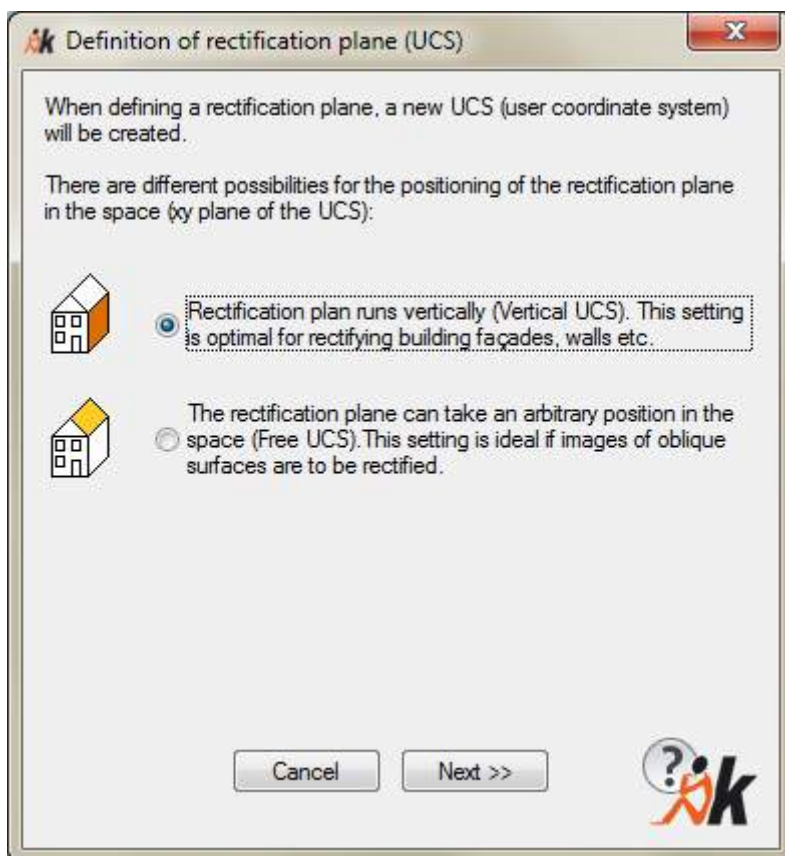 Definition of rectification plane (UCS)
When defining a rectification plane, a new UCS (user coordinate system)
will be created.
There are different possibilities for the positioning of the rectification plane
in the space (xy plane of the UCS):
Rectification plan runs vertically (Vertical UCS). This setting
is optimal for rectifying building façades, walls etc.
The rectification plane can take an arbitrary position in the
space (Free UCS).This setting is ideal if images of oblique
surfaces are to be rectified.
Cancel
Next >>
?
k